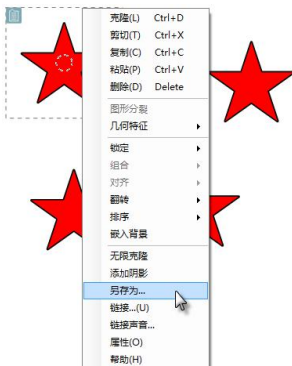 克隆(L) Ctrl+D
剪切(T) Ctrl+X
复制(C) Ctrl+C
粘贴(P) Ctrl+V
删除(D) Delete
图形分裂
几何特征
锁定
组合
对齐
翻转
排序
嵌入背景
无限克隆
添加阴影
另存为...
链接...(U)
链接声音...
属性(O)
帮助(H)